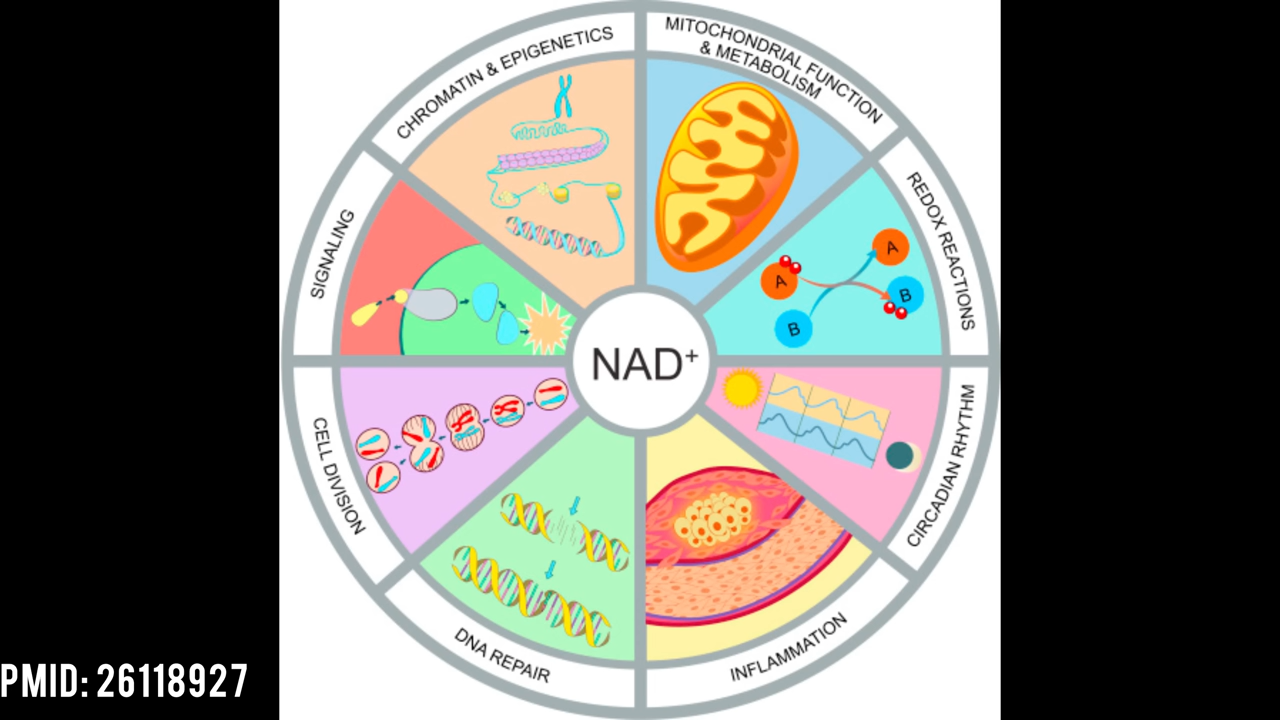 CHROMATIN & EPIGENETICS
MITOCHONDRIAL FUNCTION
& METABOLISM
REDOX REACTIONS
A
A
B
B
SIGNALING
NAD+
CIRCADIAN RHYTHM
CELL DIVISION
DNA REPAIR
INFLAMMATION
PMID: 26118927